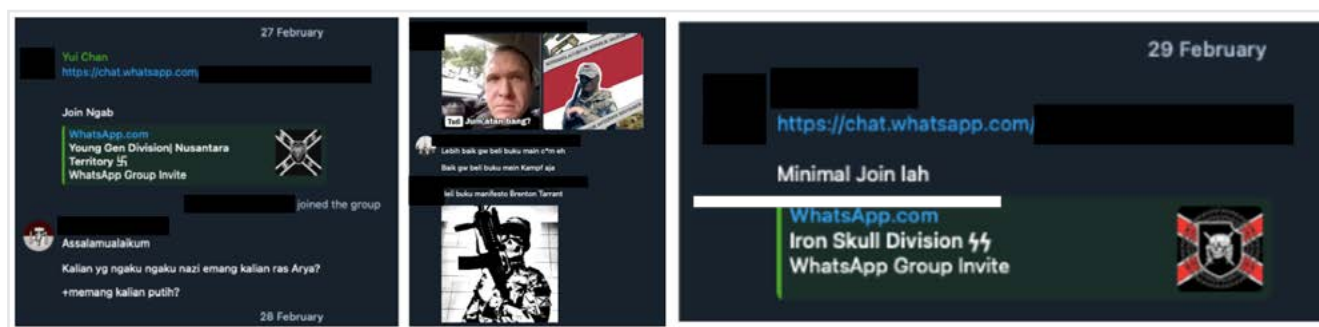 27 February
Yui Chan
https://chat.whatsapp.com/
Join Ngab
WhatsApp.com
Young Gen Division| Nusantara
Territory 卐
WhatsApp Group Invite
joined the group
Assalamualaikum
Kalian yg ngaku ngaku nazi emang kalian ras Arya?
+memang kalian putih?
28 February
Ted
Jum'atan bang?
Lebih baik gw beli buku main c*m eh
Baik gw beli buku mein Kampf aja
beli buku manifesto Brenton Tarrant
29 February
https://chat.whatsapp.com/
Minimal Join lah
WhatsApp.com
Iron Skull Division ϟϟ
WhatsApp Group Invite